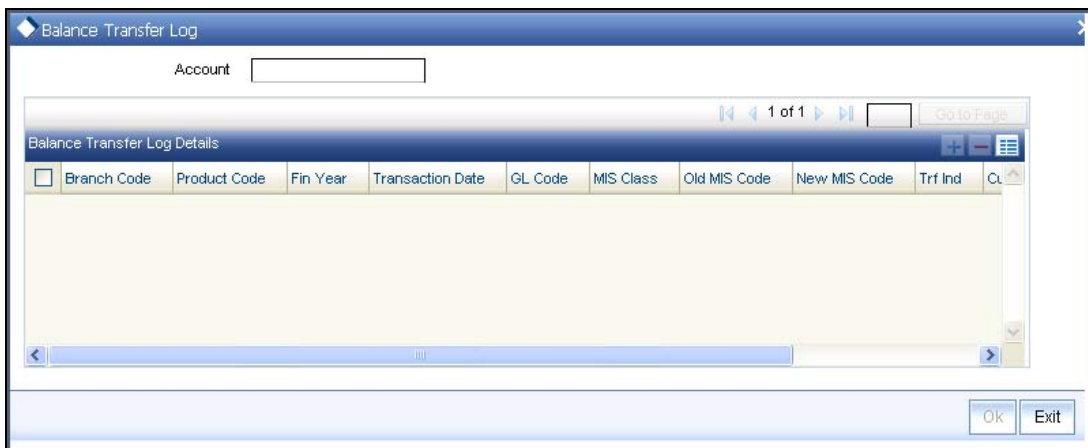 Balance Transfer Log
Account
1 of 1 Go to Page
Balance Transfer Log Details
Branch Code Product Code Fin Year Transaction Date GL Code MIS Class Old MIS Code New MIS Code Trf Ind
Ok Exit